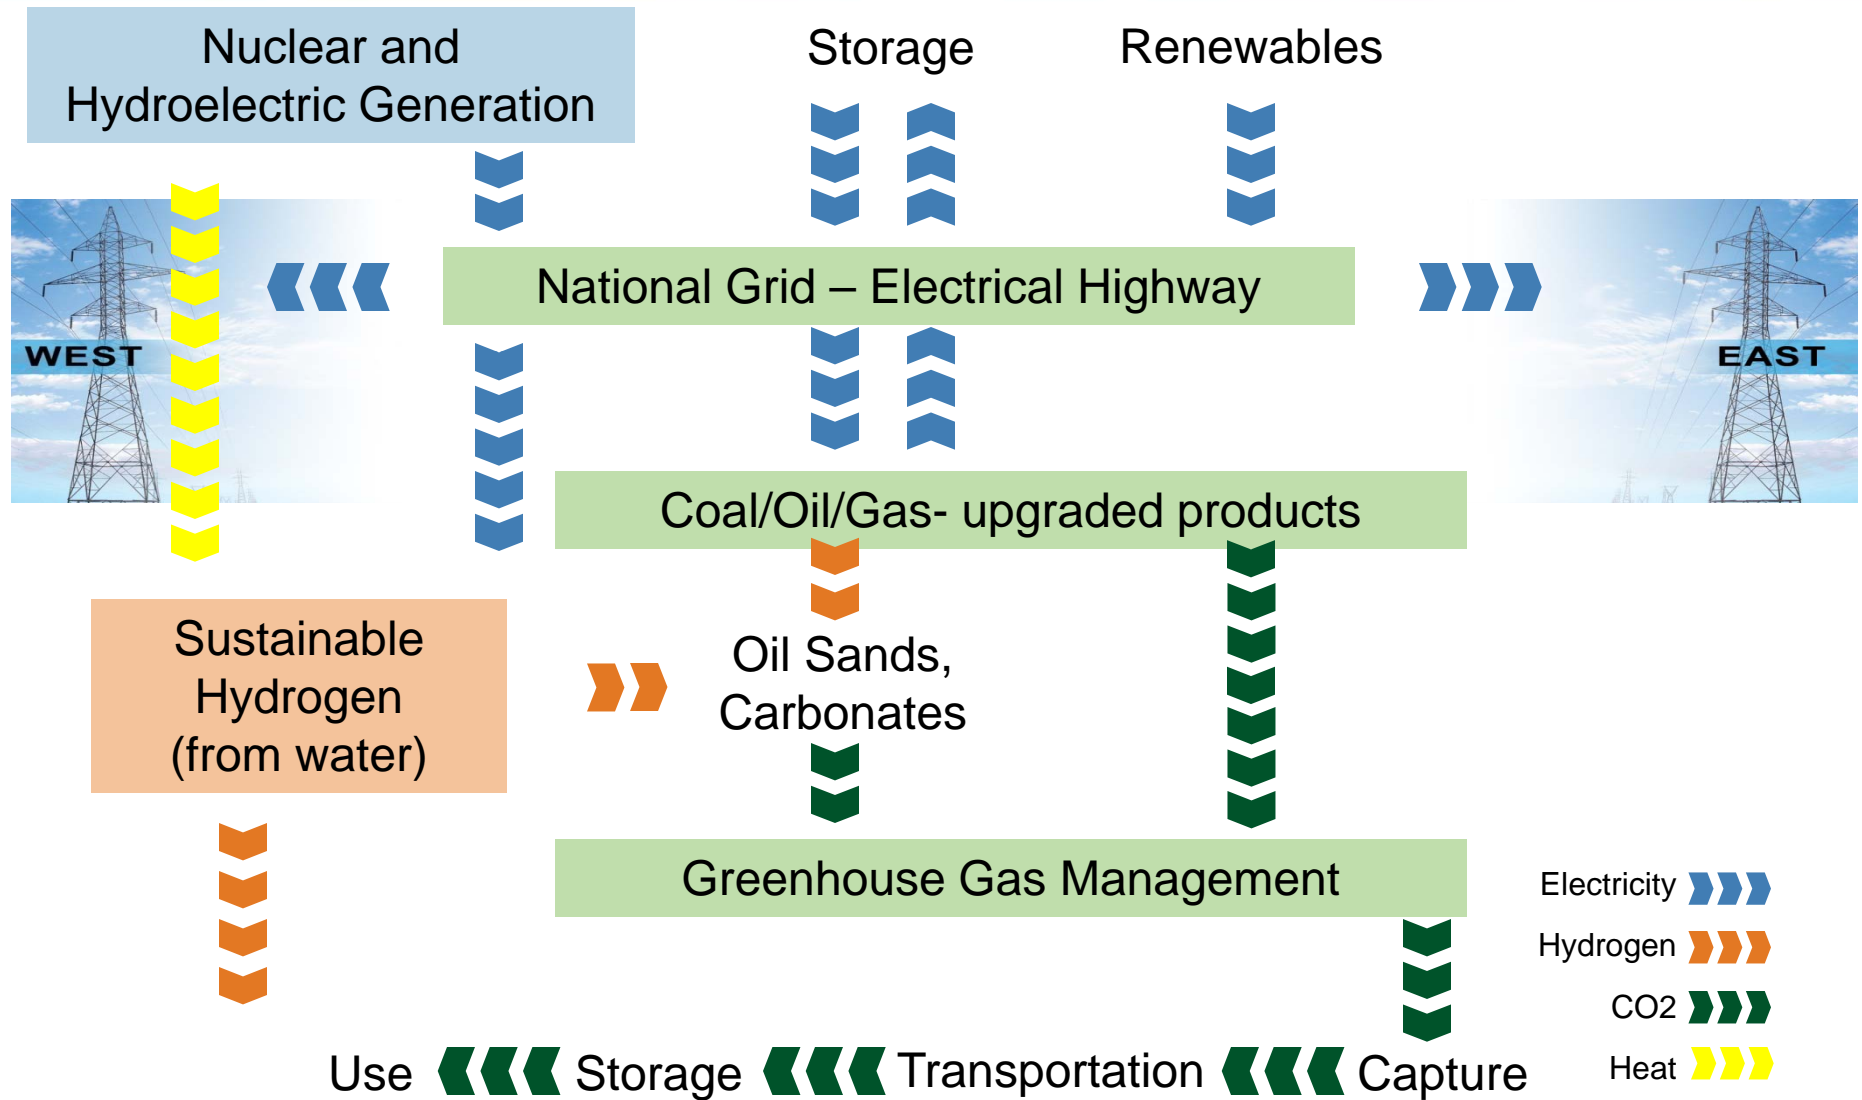 Nuclear and
Hydroelectric Generation
Storage
Renewables
National Grid – Electrical Highway
WEST
EAST
Coal/Oil/Gas- upgraded products
Sustainable
Hydrogen
(from water)
Oil Sands,
Carbonates
Greenhouse Gas Management
Electricity
Hydrogen
CO2
Heat
Use
Storage
Transportation
Capture